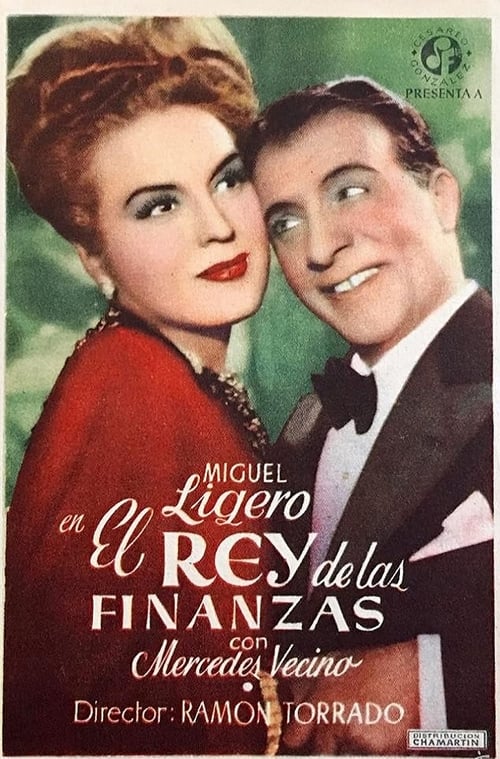 CESAREO
GONZALEZ
PRESENTA A
MIGUEL
Ligero
en El REY de las
FINANZAS
con
Mercedes Vecino
Director: RAMON TORRADO
DISTRIBUCION
CHAMARTIN